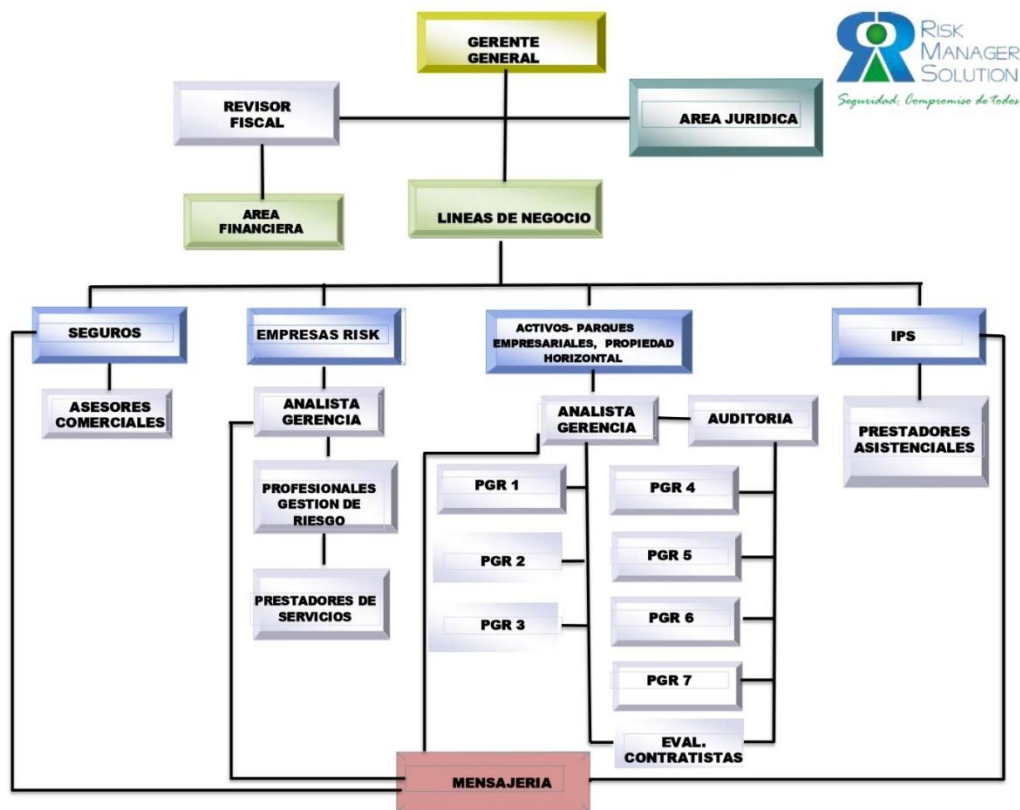 RISK
MANAGER
SOLUTION
Seguridad, Compromiso de todos
GERENTE
GENERAL
REVISOR
FISCAL
AREA JURIDICA
AREA
FINANCIERA
LINEAS DE NEGOCIO
SEGUROS
EMPRESAS RISK
ACTIVOS- PARQUES
EMPRESARIALES, PROPIEDAD
HORIZONTAL
IPS
ASESORES
COMERCIALES
ANALISTA
GERENCIA
ANALISTA
GERENCIA
AUDITORIA
PRESTADORES
ASISTENCIALES
PROFESIONALES
GESTION DE
RIESGO
PGR 1
PGR 4
PGR 2
PGR 5
PRESTADORES DE
SERVICIOS
PGR 3
PGR 6
PGR 7
EVAL.
CONTRATISTAS
MENSAJERIA